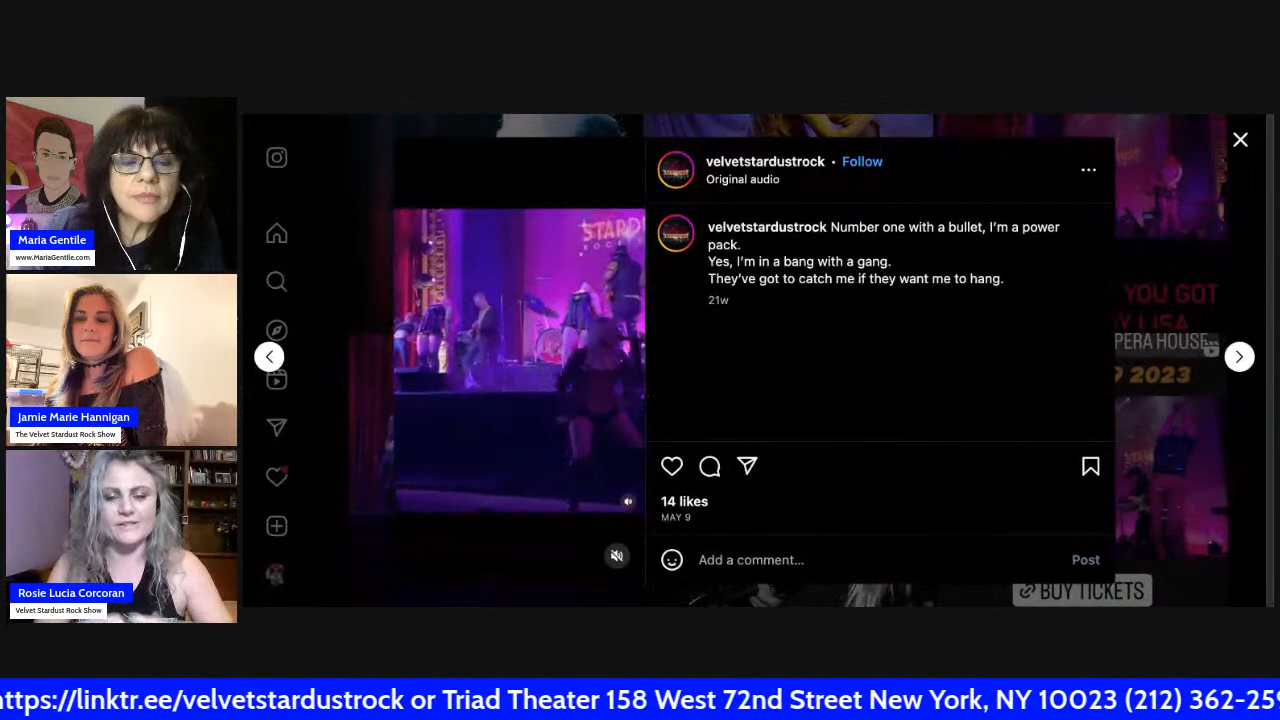 Maria Gentile
www.MariaGentile.com
Jamie Marie Hannigan
The Velvet Stardust Rock Show
Rosie Lucia Corcoran
Velvet Stardust Rock Show
velvetstardustrock • Follow
Original audio
velvetstardustrock Number one with a bullet, I'm a power
pack.
Yes, I'm in a bang with a gang.
They've got to catch me if they want me to hang.
21w
14 likes
MAY 9
Add a comment... Post
YOU GOT
LISA
PERA HOUSE
9 2023
BUY TICKETS
https://linktr.ee/velvetstardustrock or Triad Theater 158 West 72nd Street New York, NY 10023 (212) 362-259